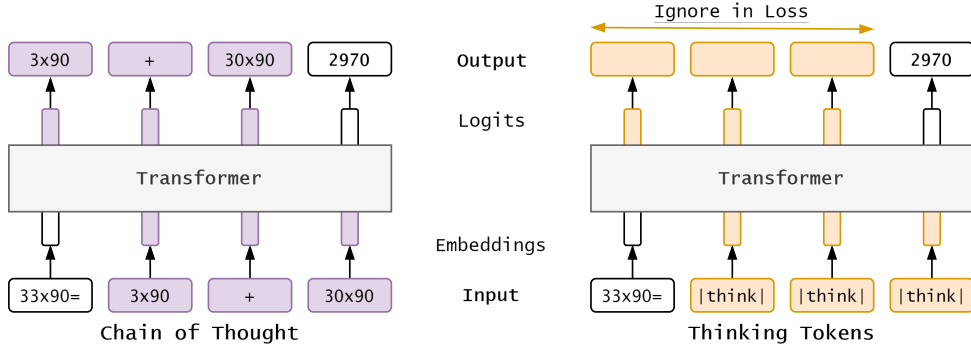 Ignore in Loss
3x90 + 30x90 2970 Output 2970
Logits
Transformer Transformer
Embeddings
33x90= 3x90 + 30x90 Input 33x90= |think| |think| |think|
Chain of Thought Thinking Tokens